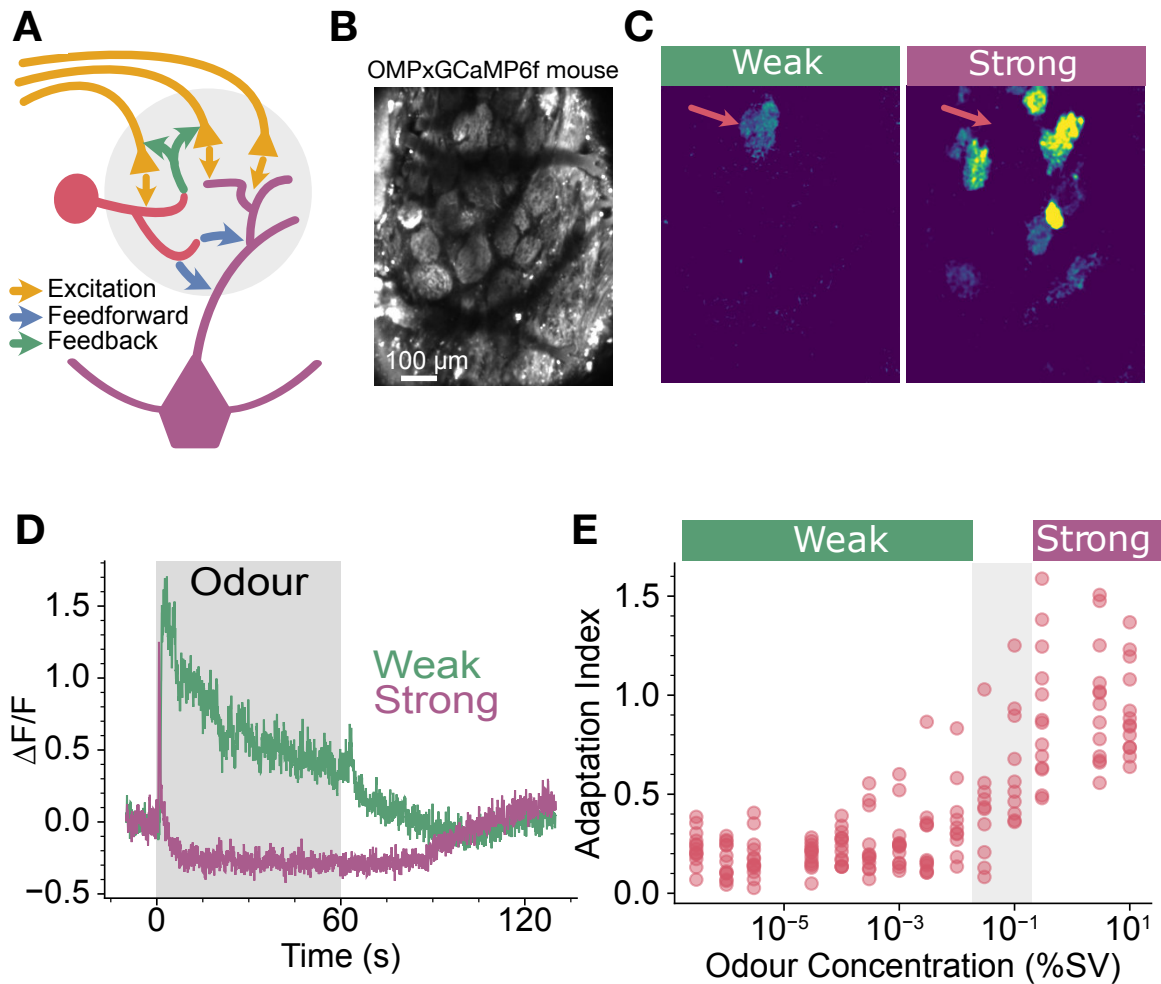 A
Excitation
Feedforward
Feedback
B
OMPxGCaMP6f mouse
100 µm
C
Weak
Strong
D
Odour
Weak
Strong
ΔF/F
1.5
1.0
0.5
0.0
−0.5
0
60
120
Time (s)
E
Weak
Strong
Adaptation Index
1.5
1.0
0.5
0.0
10⁻⁵
10⁻³
10⁻¹
10¹
Odour Concentration (%SV)